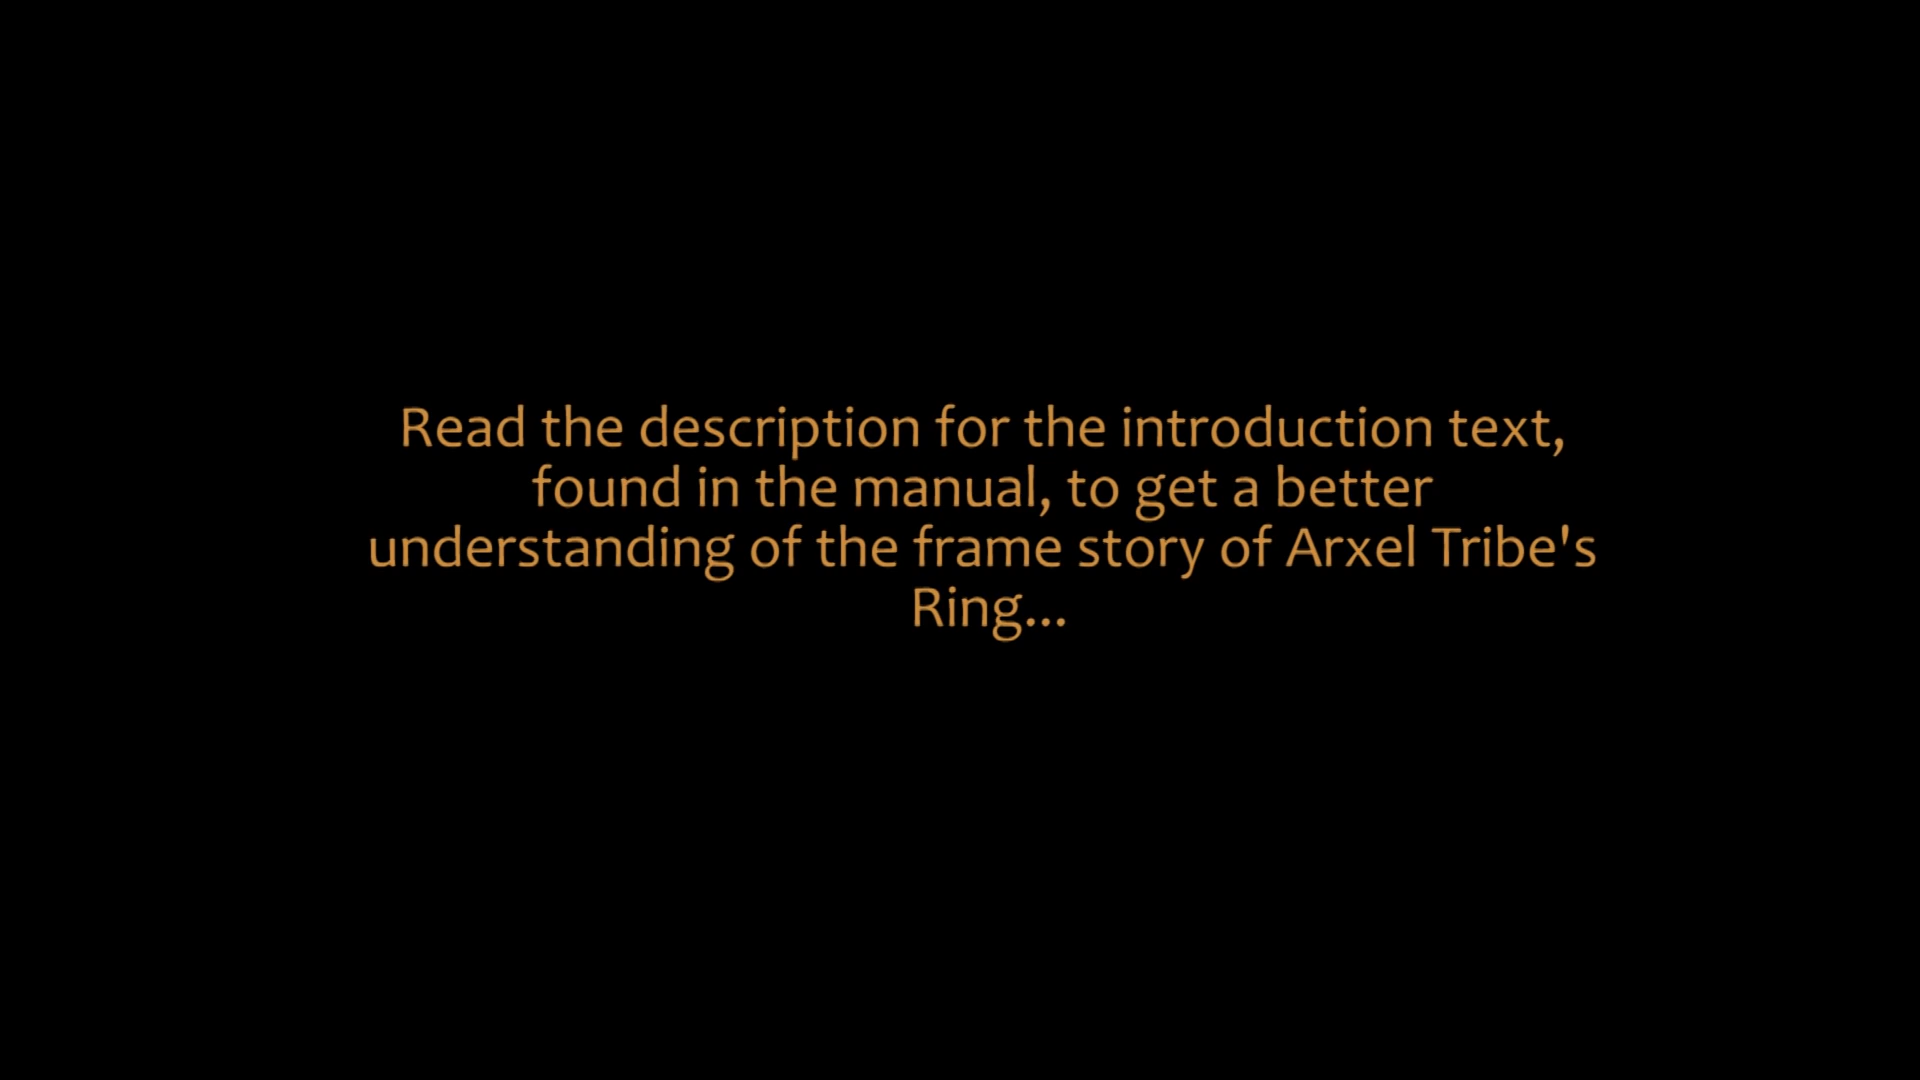 Read the description for the introduction text,
found in the manual, to get a better
understanding of the frame story of Arxel Tribe's
Ring...